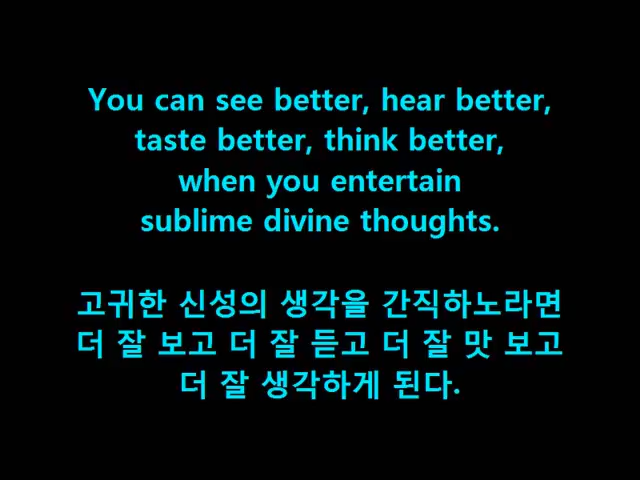 You can see better, hear better,
taste better, think better,
when you entertain
sublime divine thoughts.
고귀한 신성의 생각을 간직하노라면
더 잘 보고 더 잘 듣고 더 잘 맛 보고
더 잘 생각하게 된다.